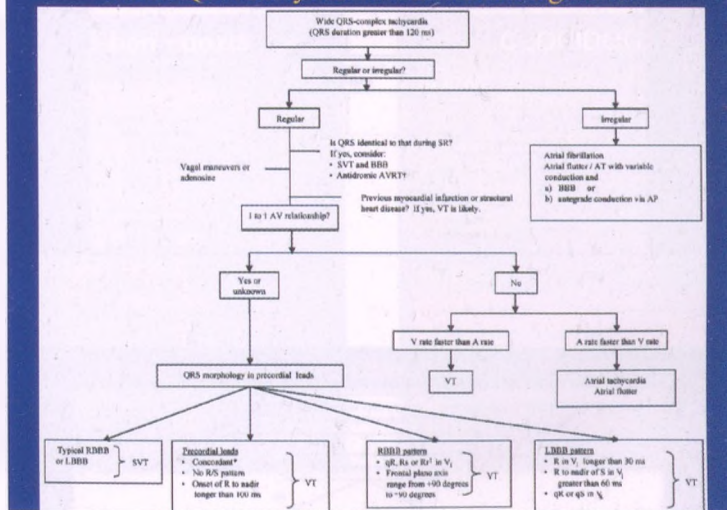 Wide QRS-complex tachycardia
(QRS duration greater than 120 ms)
Regular or irregular?
Regular
Irregular
Is QRS identical to that during SR?
If yes, consider:
• SVT and BBB
• Antidromic AVRT†
Vagal maneuvers or
adenosine
Atrial fibrillation
Atrial flutter / AT with variable
conduction and
a) BBB or
b) antegrade conduction via AP
Previous myocardial infarction or structural
heart disease? If yes, VT is likely.
1 to 1 AV relationship?
Yes or
unknown
No
V rate faster than A rate
A rate faster than V rate
QRS morphology in precordial leads
VT
Atrial tachycardia
Atrial flutter
Typical RBBB
or LBBB
SVT
Precordial leads
• Concordant*
• No R/S pattern
• Onset of R to nadir
longer than 100 ms
VT
RBBB pattern
• qR, Rs or Rr¹ in V₁
• Frontal plane axis
range from +90 degrees
to -90 degrees
VT
LBBB pattern
• R in V₁ longer than 30 ms
• R to nadir of S in V₁
greater than 60 ms
• qR or qS in V₆
VT